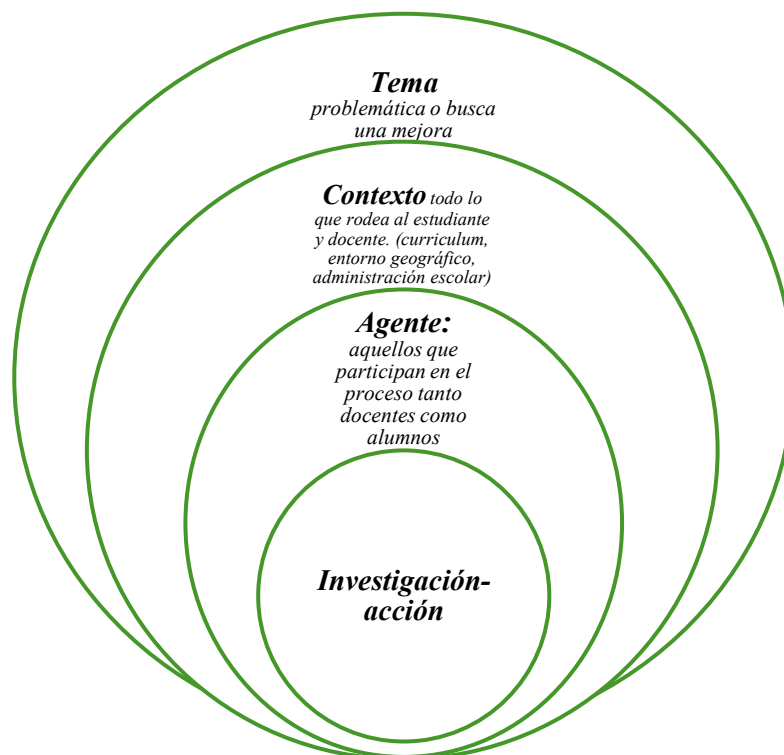 Tema
problemática o busca
una mejora
Contexto todo lo
que rodea al estudiante
y docente. (curriculum,
entorno geográfico,
administración escolar)
Agente:
aquellos que
participan en el
proceso tanto
docentes como
alumnos
Investigación-
acción